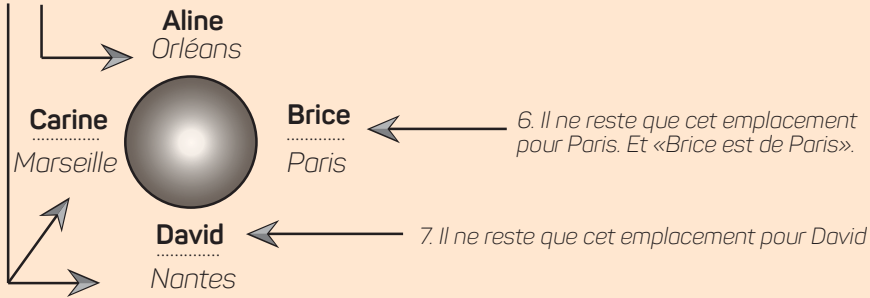 Aline
Orléans
Carine
Marseille
Brice
Paris
6. Il ne reste que cet emplacement
pour Paris. Et «Brice est de Paris».
David
Nantes
7. Il ne reste que cet emplacement pour David